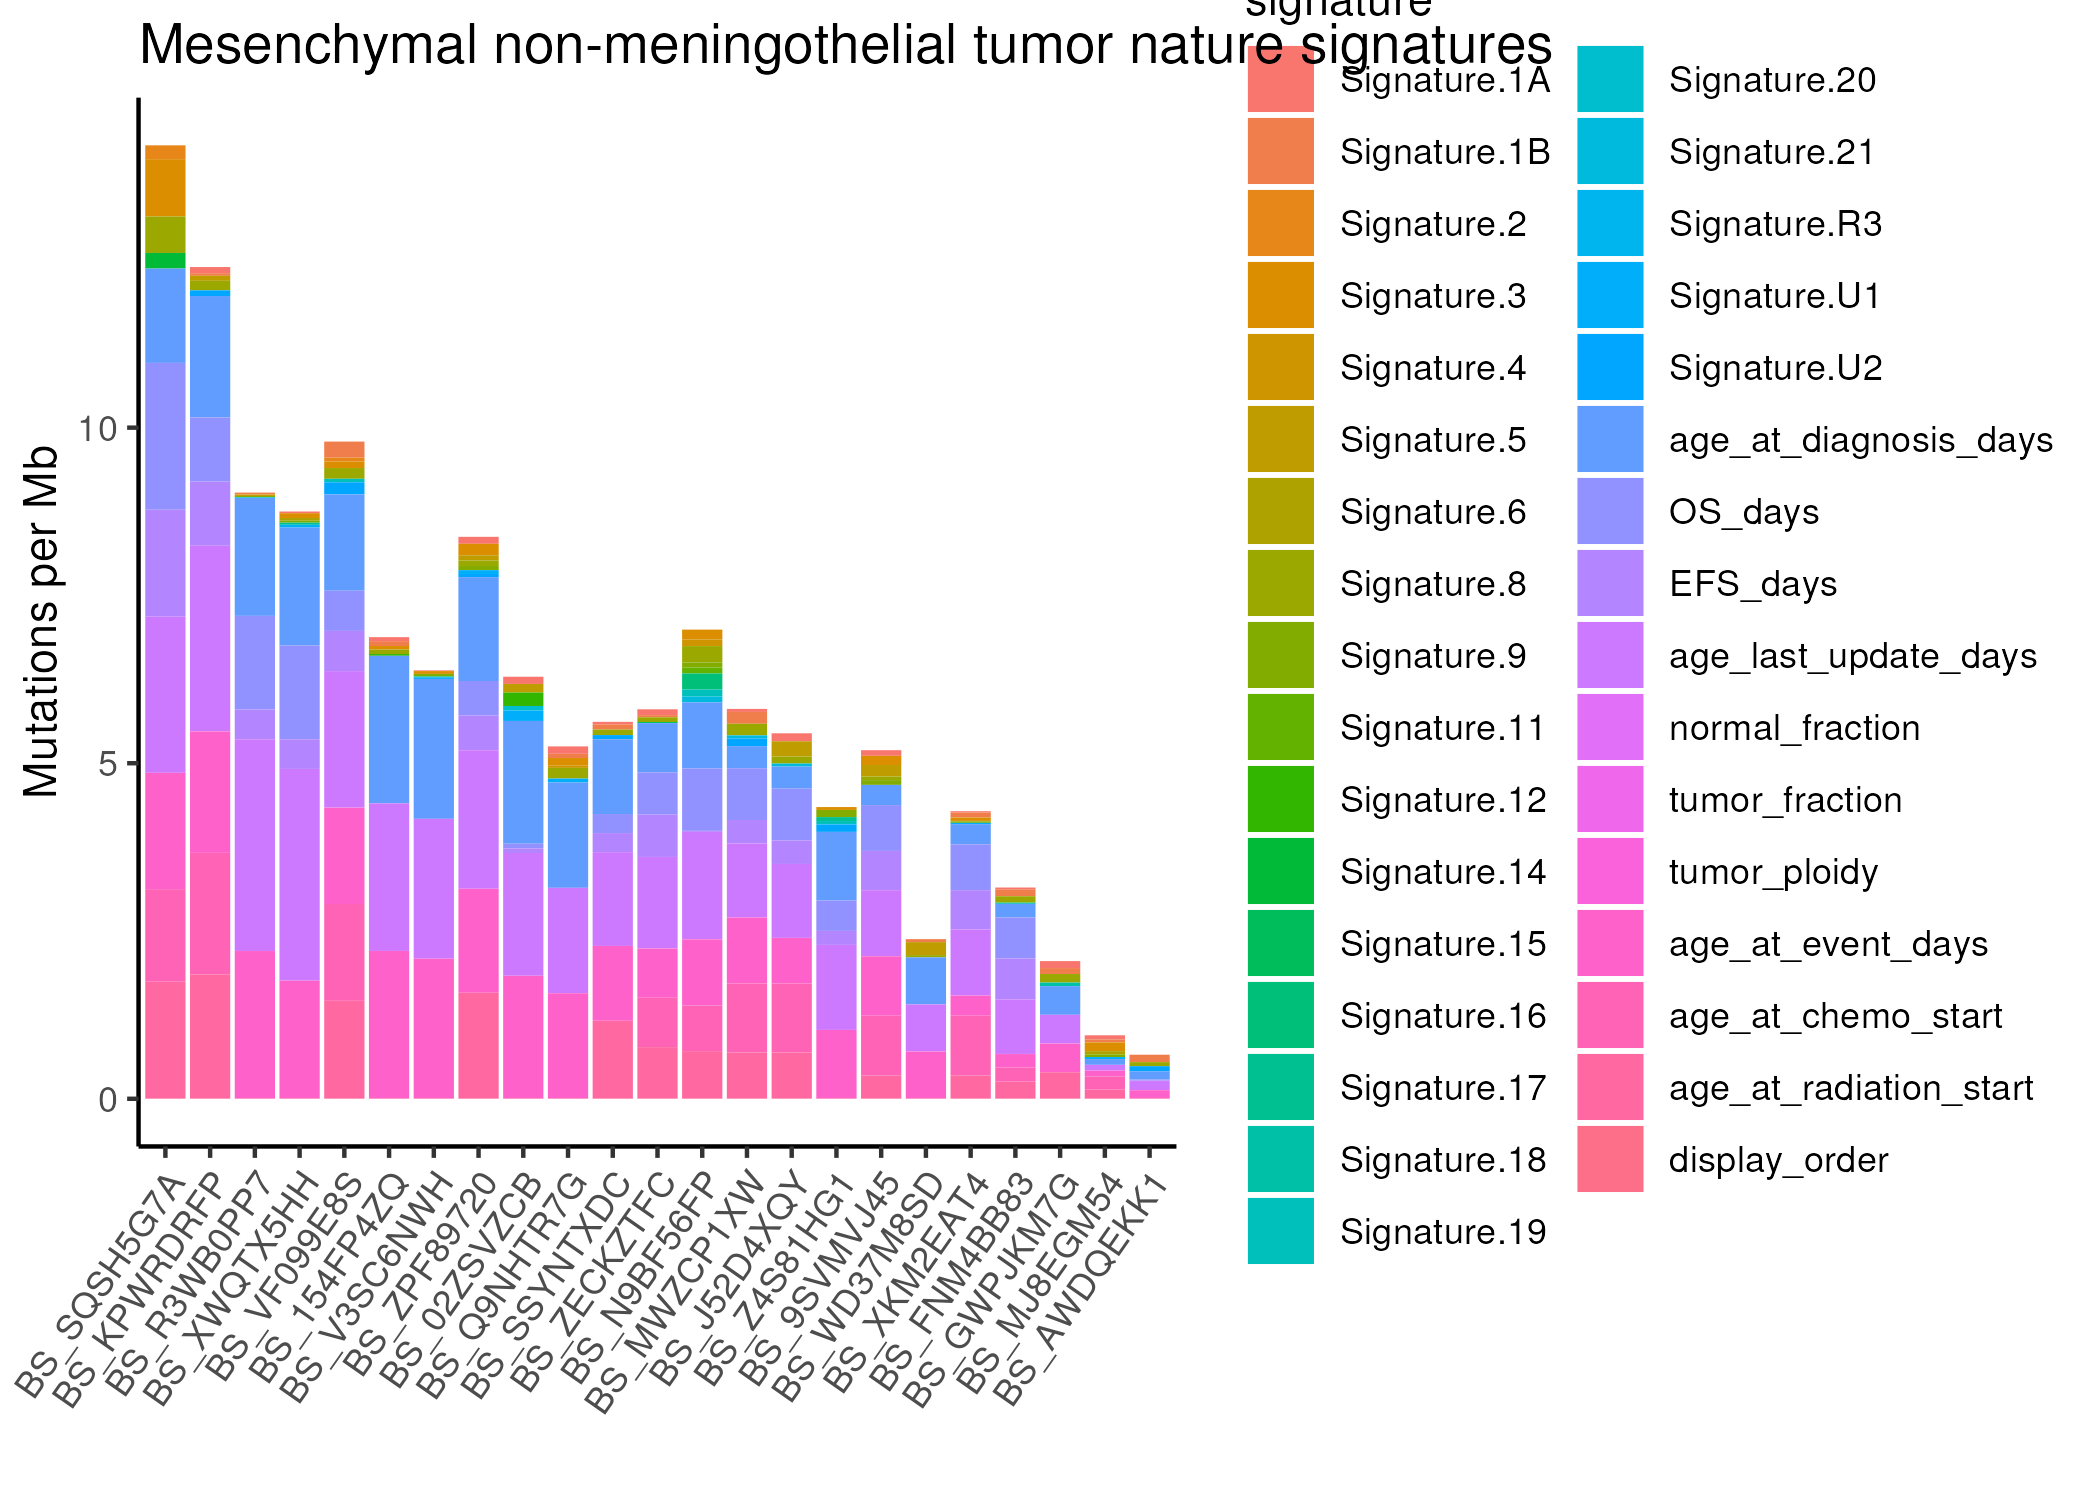 signature
Mesenchymal non-meningothelial tumor nature signatures
Signature.1A
Signature.1B
Signature.2
Signature.3
Signature.4
Signature.5
Signature.6
Signature.8
Signature.9
Signature.11
Signature.12
Signature.14
Signature.15
Signature.16
Signature.17
Signature.18
Signature.19
Signature.20
Signature.21
Signature.R3
Signature.U1
Signature.U2
age_at_diagnosis_days
OS_days
EFS_days
age_last_update_days
normal_fraction
tumor_fraction
tumor_ploidy
age_at_event_days
age_at_chemo_start
age_at_radiation_start
display_order
Mutations per Mb
10
5
0
BS_SQSH5G7A
BS_KPWRDRFP
BS_R3WB0PP7
BS_XWQTX5HH
BS_VF099E8S
BS_154FP4ZQ
BS_V3SC6NWH
BS_ZPF89720
BS_02ZSVZCB
BS_Q9NHTR7G
BS_SSYNTXDC
BS_ZECKZTFC
BS_N9BF56FP
BS_MWZCP1XW
BS_J52D4XQY
BS_Z4S81HG1
BS_9SVMVJ45
BS_WD37M8SD
BS_XKM2EAT4
BS_FNM4BB83
BS_GWPJKM7G
BS_MJ8EGM54
BS_AWDQEKK1